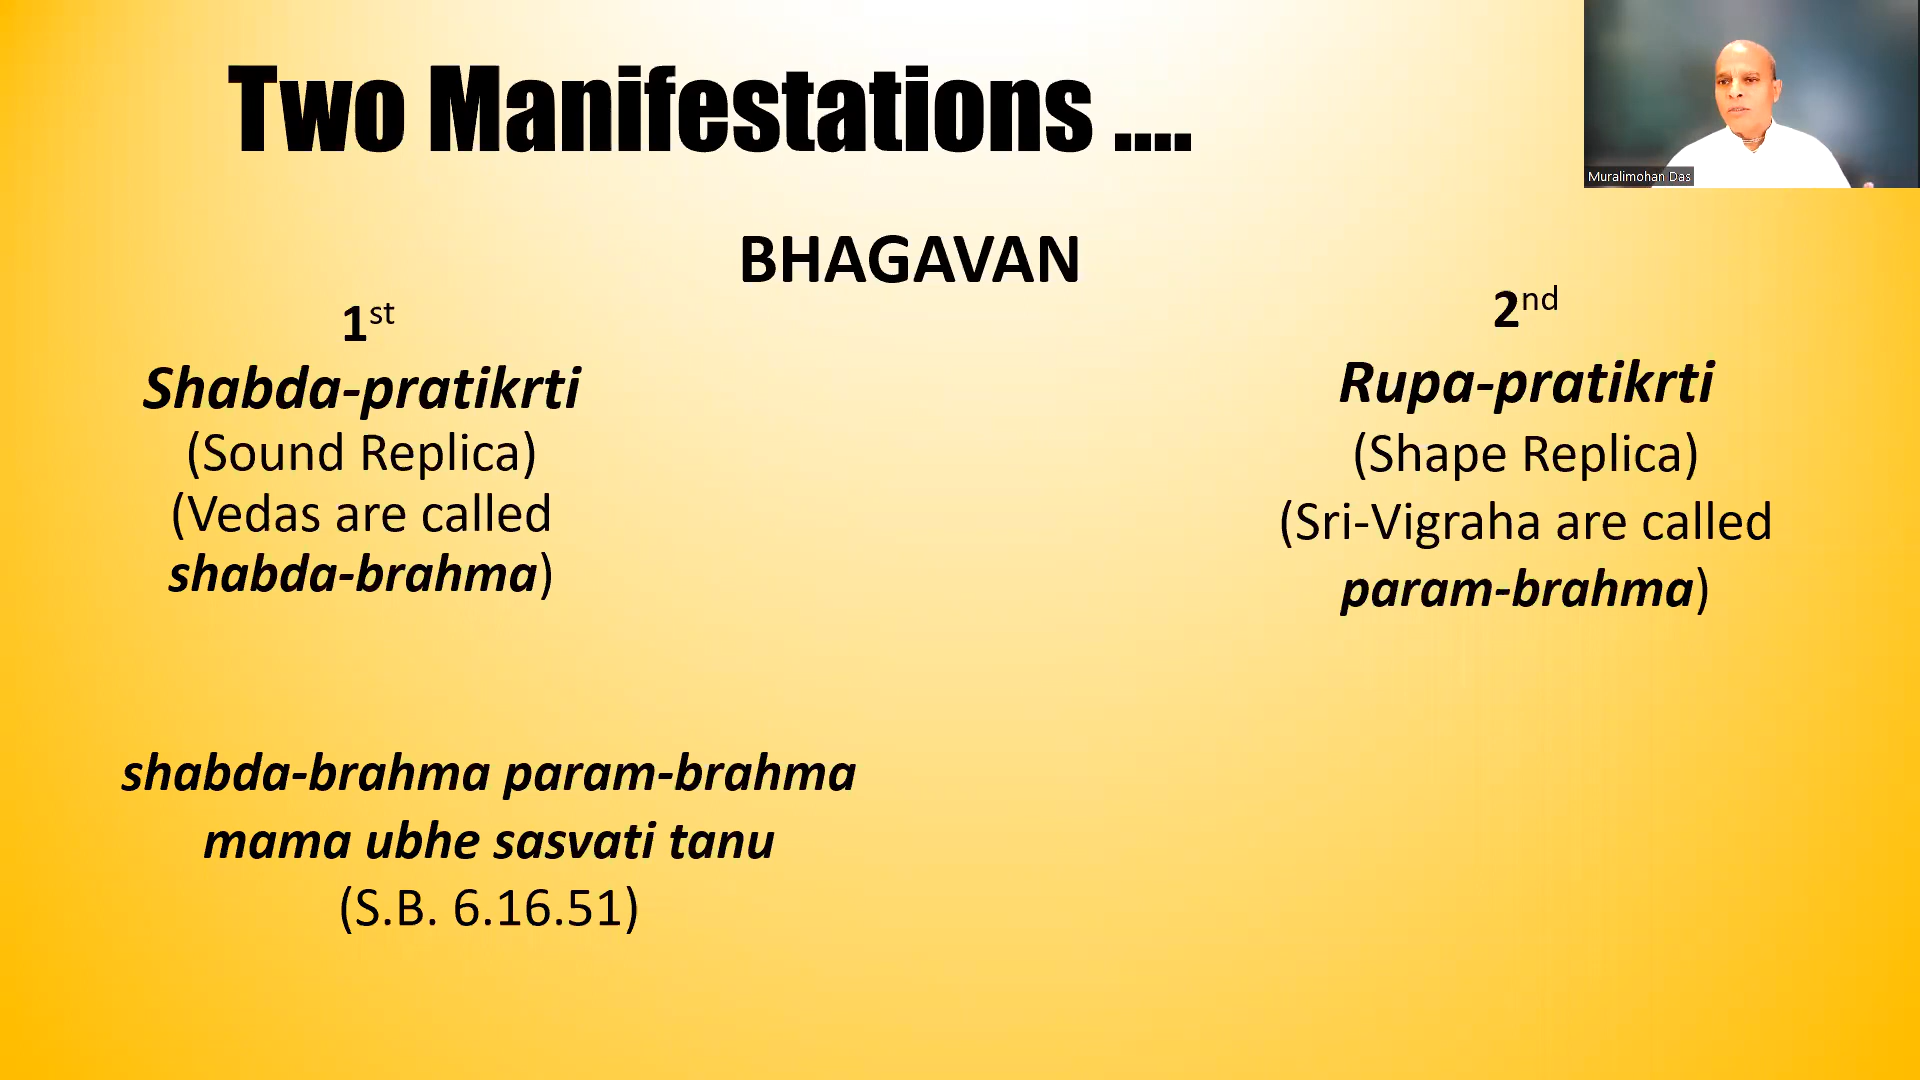 Two Manifestations ....
Muralimohan Das
BHAGAVAN
1st
Shabda-pratikrti
(Sound Replica)
(Vedas are called
shabda-brahma)
2nd
Rupa-pratikrti
(Shape Replica)
(Sri-Vigraha are called
param-brahma)
shabda-brahma param-brahma
mama ubhe sasvati tanu
(S.B. 6.16.51)